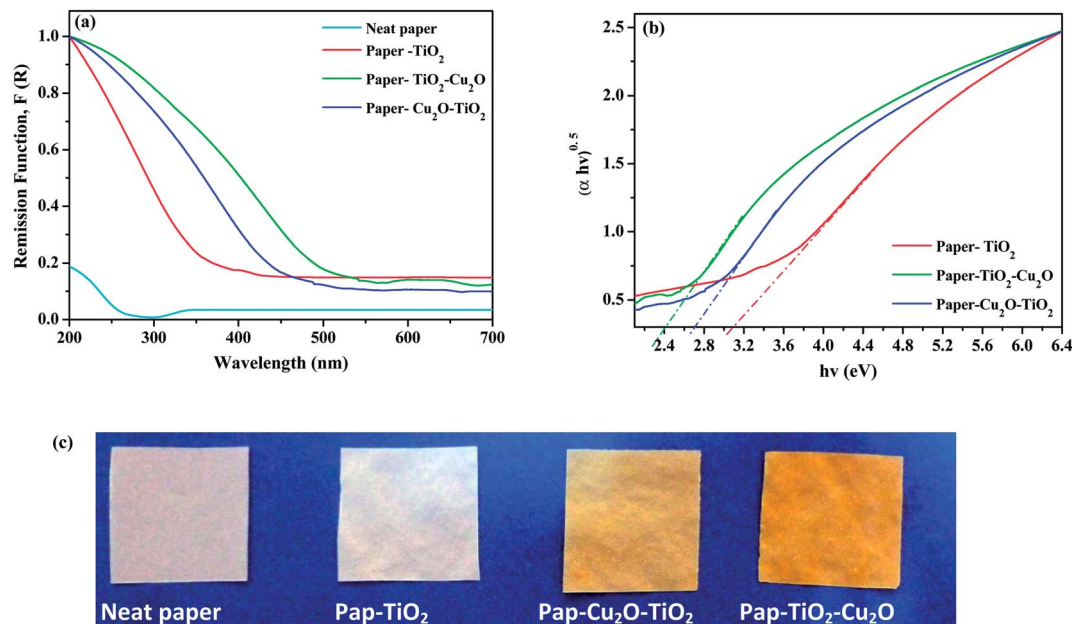 (a)
Neat paper
Paper -TiO₂
Paper- TiO₂-Cu₂O
Paper- Cu₂O-TiO₂
Remission Function, F (R)
1.0
0.8
0.6
0.4
0.2
0.0
200 300 400 500 600 700
Wavelength (nm)
(b)
(α hν)⁰·⁵
2.5
2.0
1.5
1.0
0.5
Paper- TiO₂
Paper-TiO₂-Cu₂O
Paper-Cu₂O-TiO₂
2.4 2.8 3.2 3.6 4.0 4.4 4.8 5.2 5.6 6.0 6.4
hν (eV)
(c)
Neat paper Pap-TiO₂ Pap-Cu₂O-TiO₂ Pap-TiO₂-Cu₂O